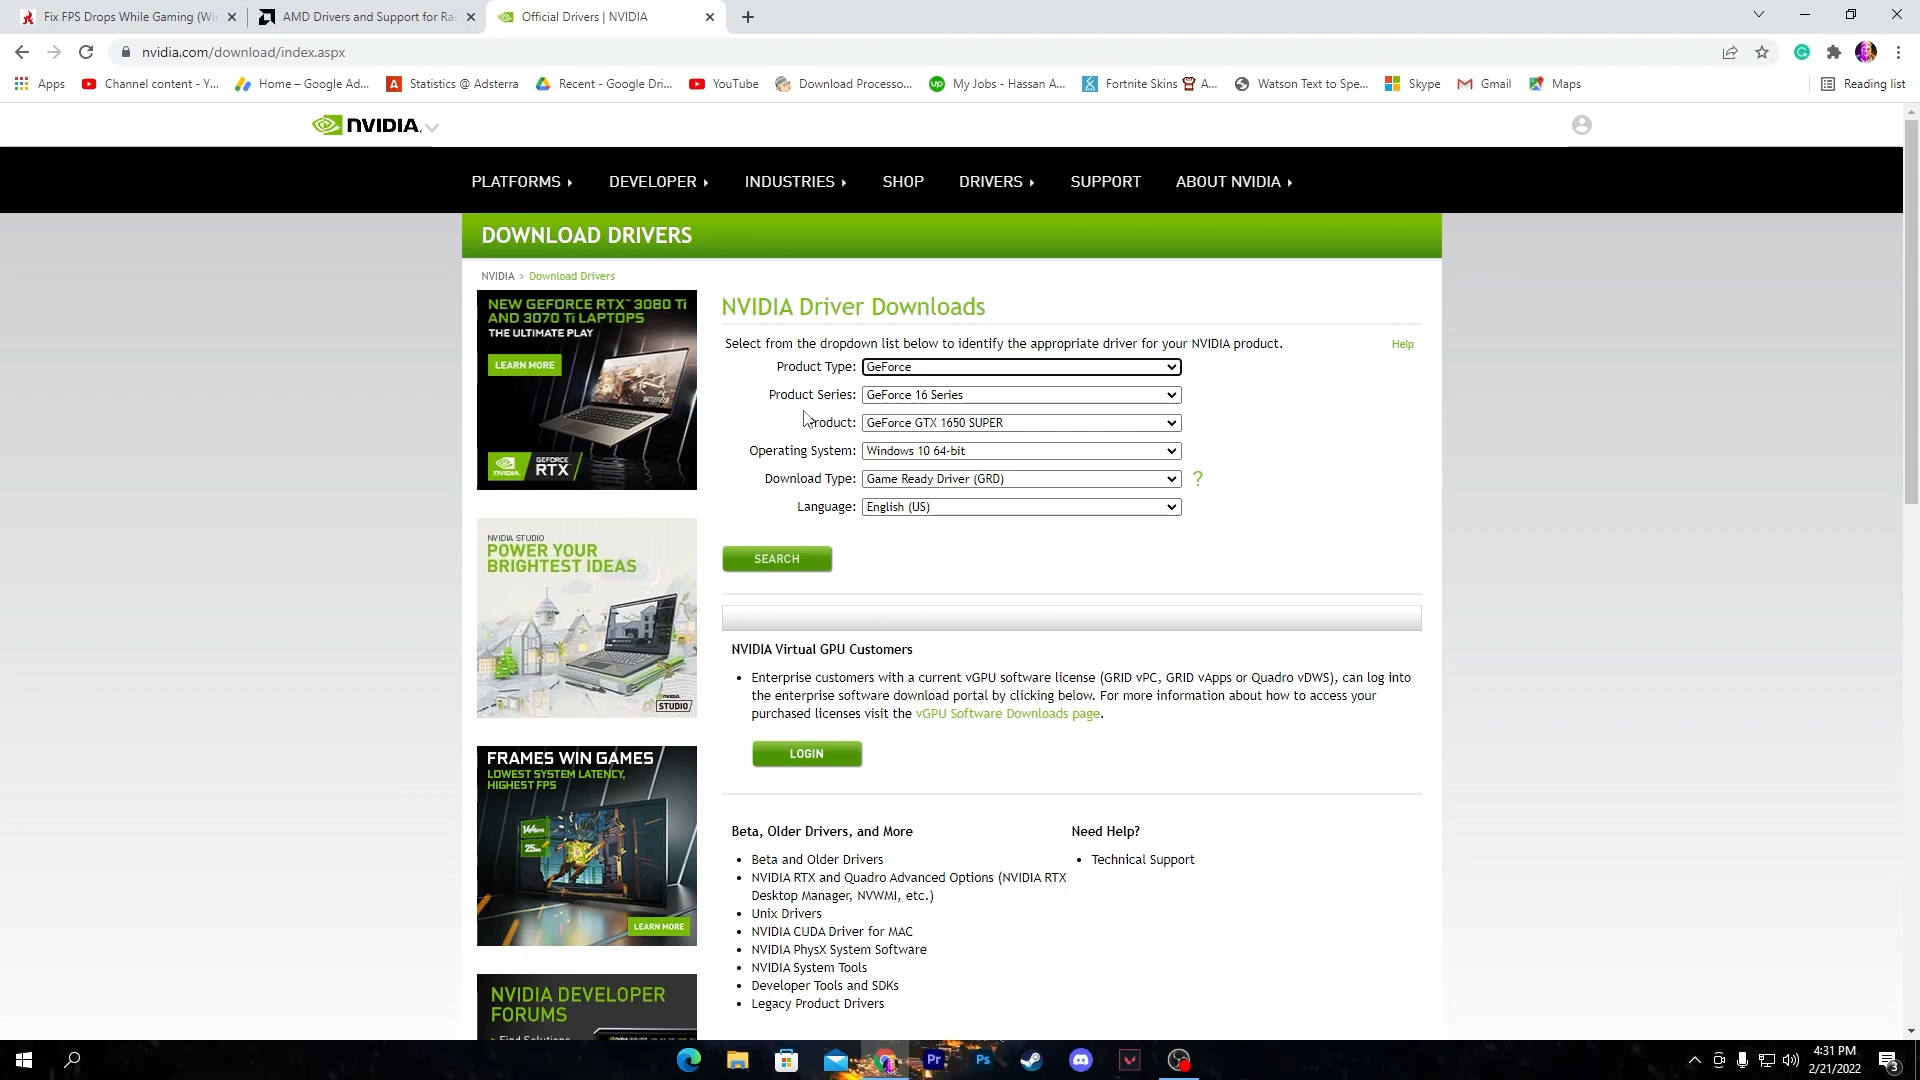 Fix FPS Drops While Gaming (Wi
AMD Drivers and Support for Ra
Official Drivers | NVIDIA
nvidia.com/download/index.aspx
Apps
Channel content - Y...
Home – Google Ad...
Statistics @ Adsterra
Recent - Google Dri...
YouTube
Download Processo...
My Jobs - Hassan A...
Fortnite Skins A...
Watson Text to Spe...
Skype
Gmail
Maps
Reading list
NVIDIA.
PLATFORMS
DEVELOPER
INDUSTRIES
SHOP
DRIVERS
SUPPORT
ABOUT NVIDIA
DOWNLOAD DRIVERS
NVIDIA > Download Drivers
NEW GEFORCE RTX™ 3080 Ti
AND 3070 Ti LAPTOPS
THE ULTIMATE PLAY
LEARN MORE
NVIDIA
GEFORCE
RTX
NVIDIA Driver Downloads
Select from the dropdown list below to identify the appropriate driver for your NVIDIA product.
Help
Product Type: GeForce
Product Series: GeForce 16 Series
Product: GeForce GTX 1650 SUPER
Operating System: Windows 10 64-bit
Download Type: Game Ready Driver (GRD) ?
Language: English (US)
SEARCH
NVIDIA STUDIO
POWER YOUR
BRIGHTEST IDEAS
NVIDIA
STUDIO
NVIDIA Virtual GPU Customers
• Enterprise customers with a current vGPU software license (GRID vPC, GRID vApps or Quadro vDWS), can log into
the enterprise software download portal by clicking below. For more information about how to access your
purchased licenses visit the vGPU Software Downloads page.
LOGIN
FRAMES WIN GAMES
LOWEST SYSTEM LATENCY,
HIGHEST FPS
LEARN MORE
Beta, Older Drivers, and More
• Beta and Older Drivers
• NVIDIA RTX and Quadro Advanced Options (NVIDIA RTX
Desktop Manager, NVWMI, etc.)
• Unix Drivers
• NVIDIA CUDA Driver for MAC
• NVIDIA PhysX System Software
• NVIDIA System Tools
• Developer Tools and SDKs
• Legacy Product Drivers
Need Help?
• Technical Support
NVIDIA DEVELOPER
FORUMS
Pr
Ps
4:31 PM
2/21/2022
3